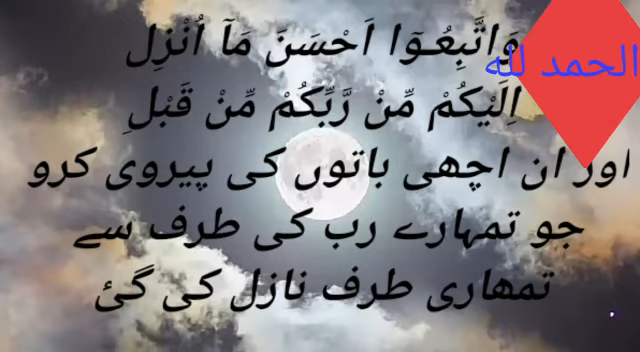 وَاتَّبِعُوٓا اَحْسَنَ مَآ اُنْزِلَ
الحمد لله
اِلَيْكُمْ مِّنْ رَّبِّكُمْ مِّنْ قَبْلِ
اور ان اچھی باتوں کی پیروی کرو
جو تمہارے رب کی طرف سے
تمھاری طرف نازل کی گئ